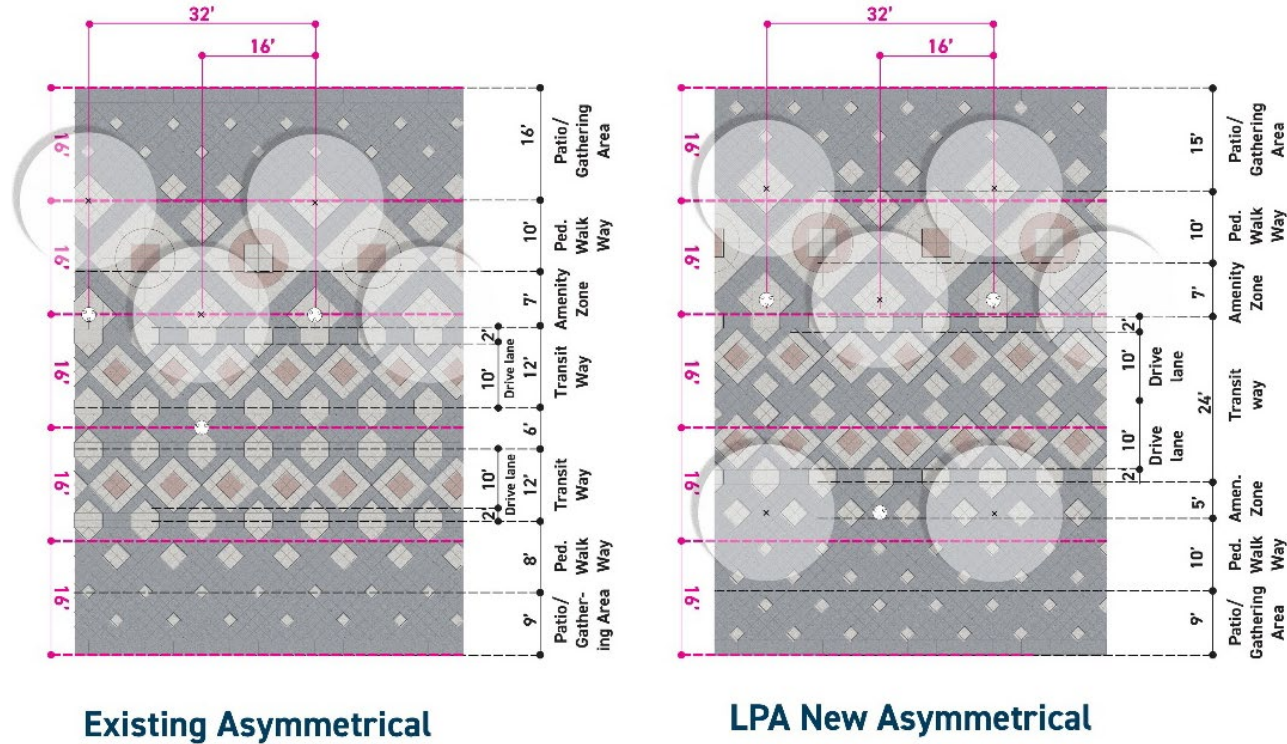 32'
16'
16'
16'
16'
16'
16'
16'
Patio/
Gathering
Area
10'
Ped.
Walk
Way
7'
Amenity
Zone
2'
10'
Drive lane
12'
Transit
Way
6'
10'
Drive lane
2'
12'
Transit
Way
8'
Ped.
Walk
Way
9'
Patio/
Gather-
ing Area
Existing Asymmetrical
32'
16'
16'
16'
16'
16'
16'
15'
Patio/
Gathering
Area
10'
Ped.
Walk
Way
7'
Amenity
Zone
2'
10'
Drive
lane
24'
Transit
way
10'
Drive
lane
2'
5'
Amen.
Zone
10'
Ped.
Walk
Way
9'
Patio/
Gathering
Area
LPA New Asymmetrical